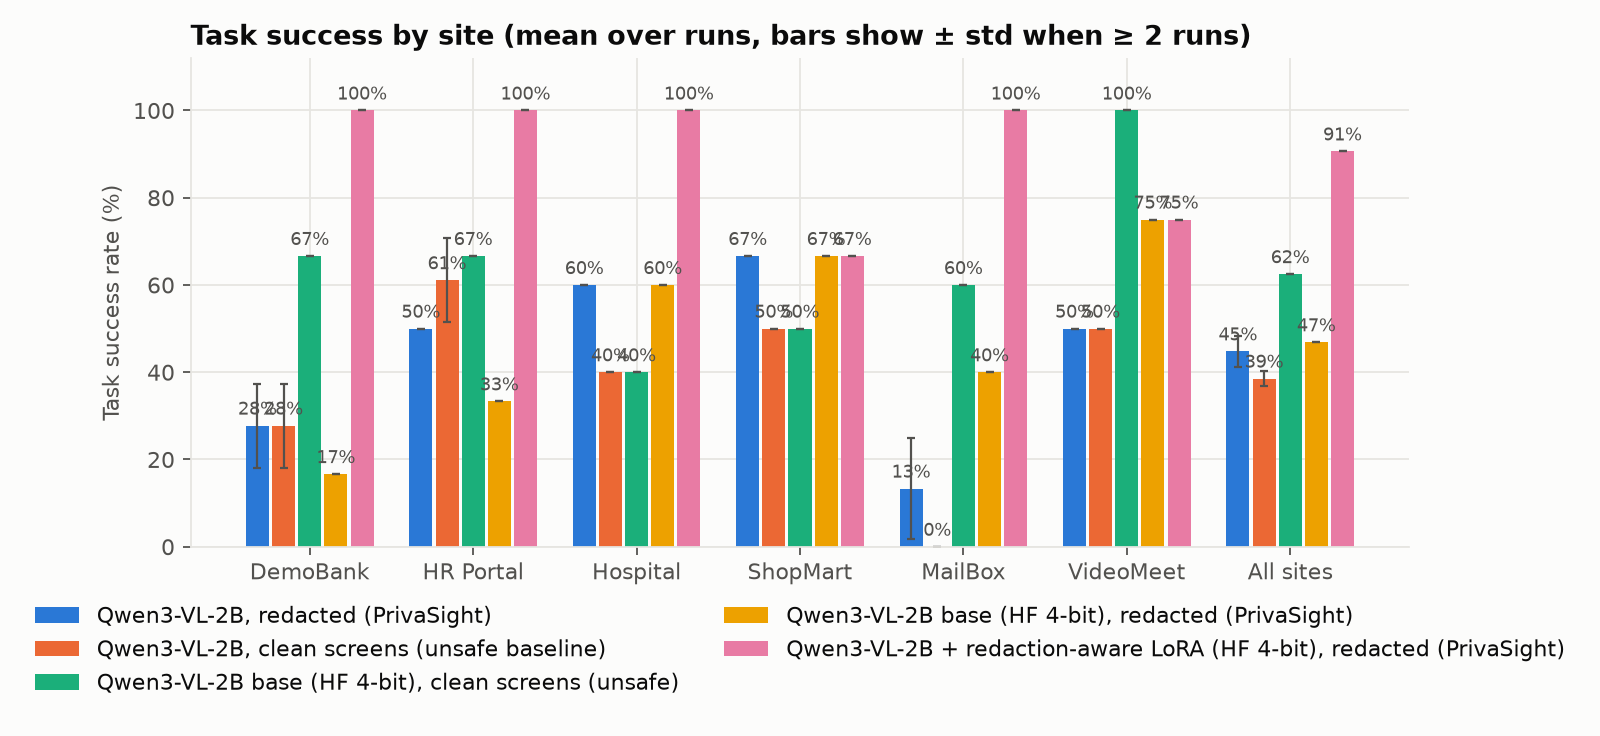 Task success by site (mean over runs, bars show ± std when ≥ 2 runs)
Task success rate (%)
100
80
60
40
20
0
28% 28% 67% 17% 100%
50% 61% 67% 33% 100%
60% 40% 40% 60% 100%
67% 50% 50% 67% 67%
13% 0% 60% 40% 100%
50% 50% 100% 75% 75%
45% 39% 62% 47% 91%
DemoBank HR Portal Hospital ShopMart MailBox VideoMeet All sites
Qwen3-VL-2B, redacted (PrivaSight)
Qwen3-VL-2B, clean screens (unsafe baseline)
Qwen3-VL-2B base (HF 4-bit), clean screens (unsafe)
Qwen3-VL-2B base (HF 4-bit), redacted (PrivaSight)
Qwen3-VL-2B + redaction-aware LoRA (HF 4-bit), redacted (PrivaSight)